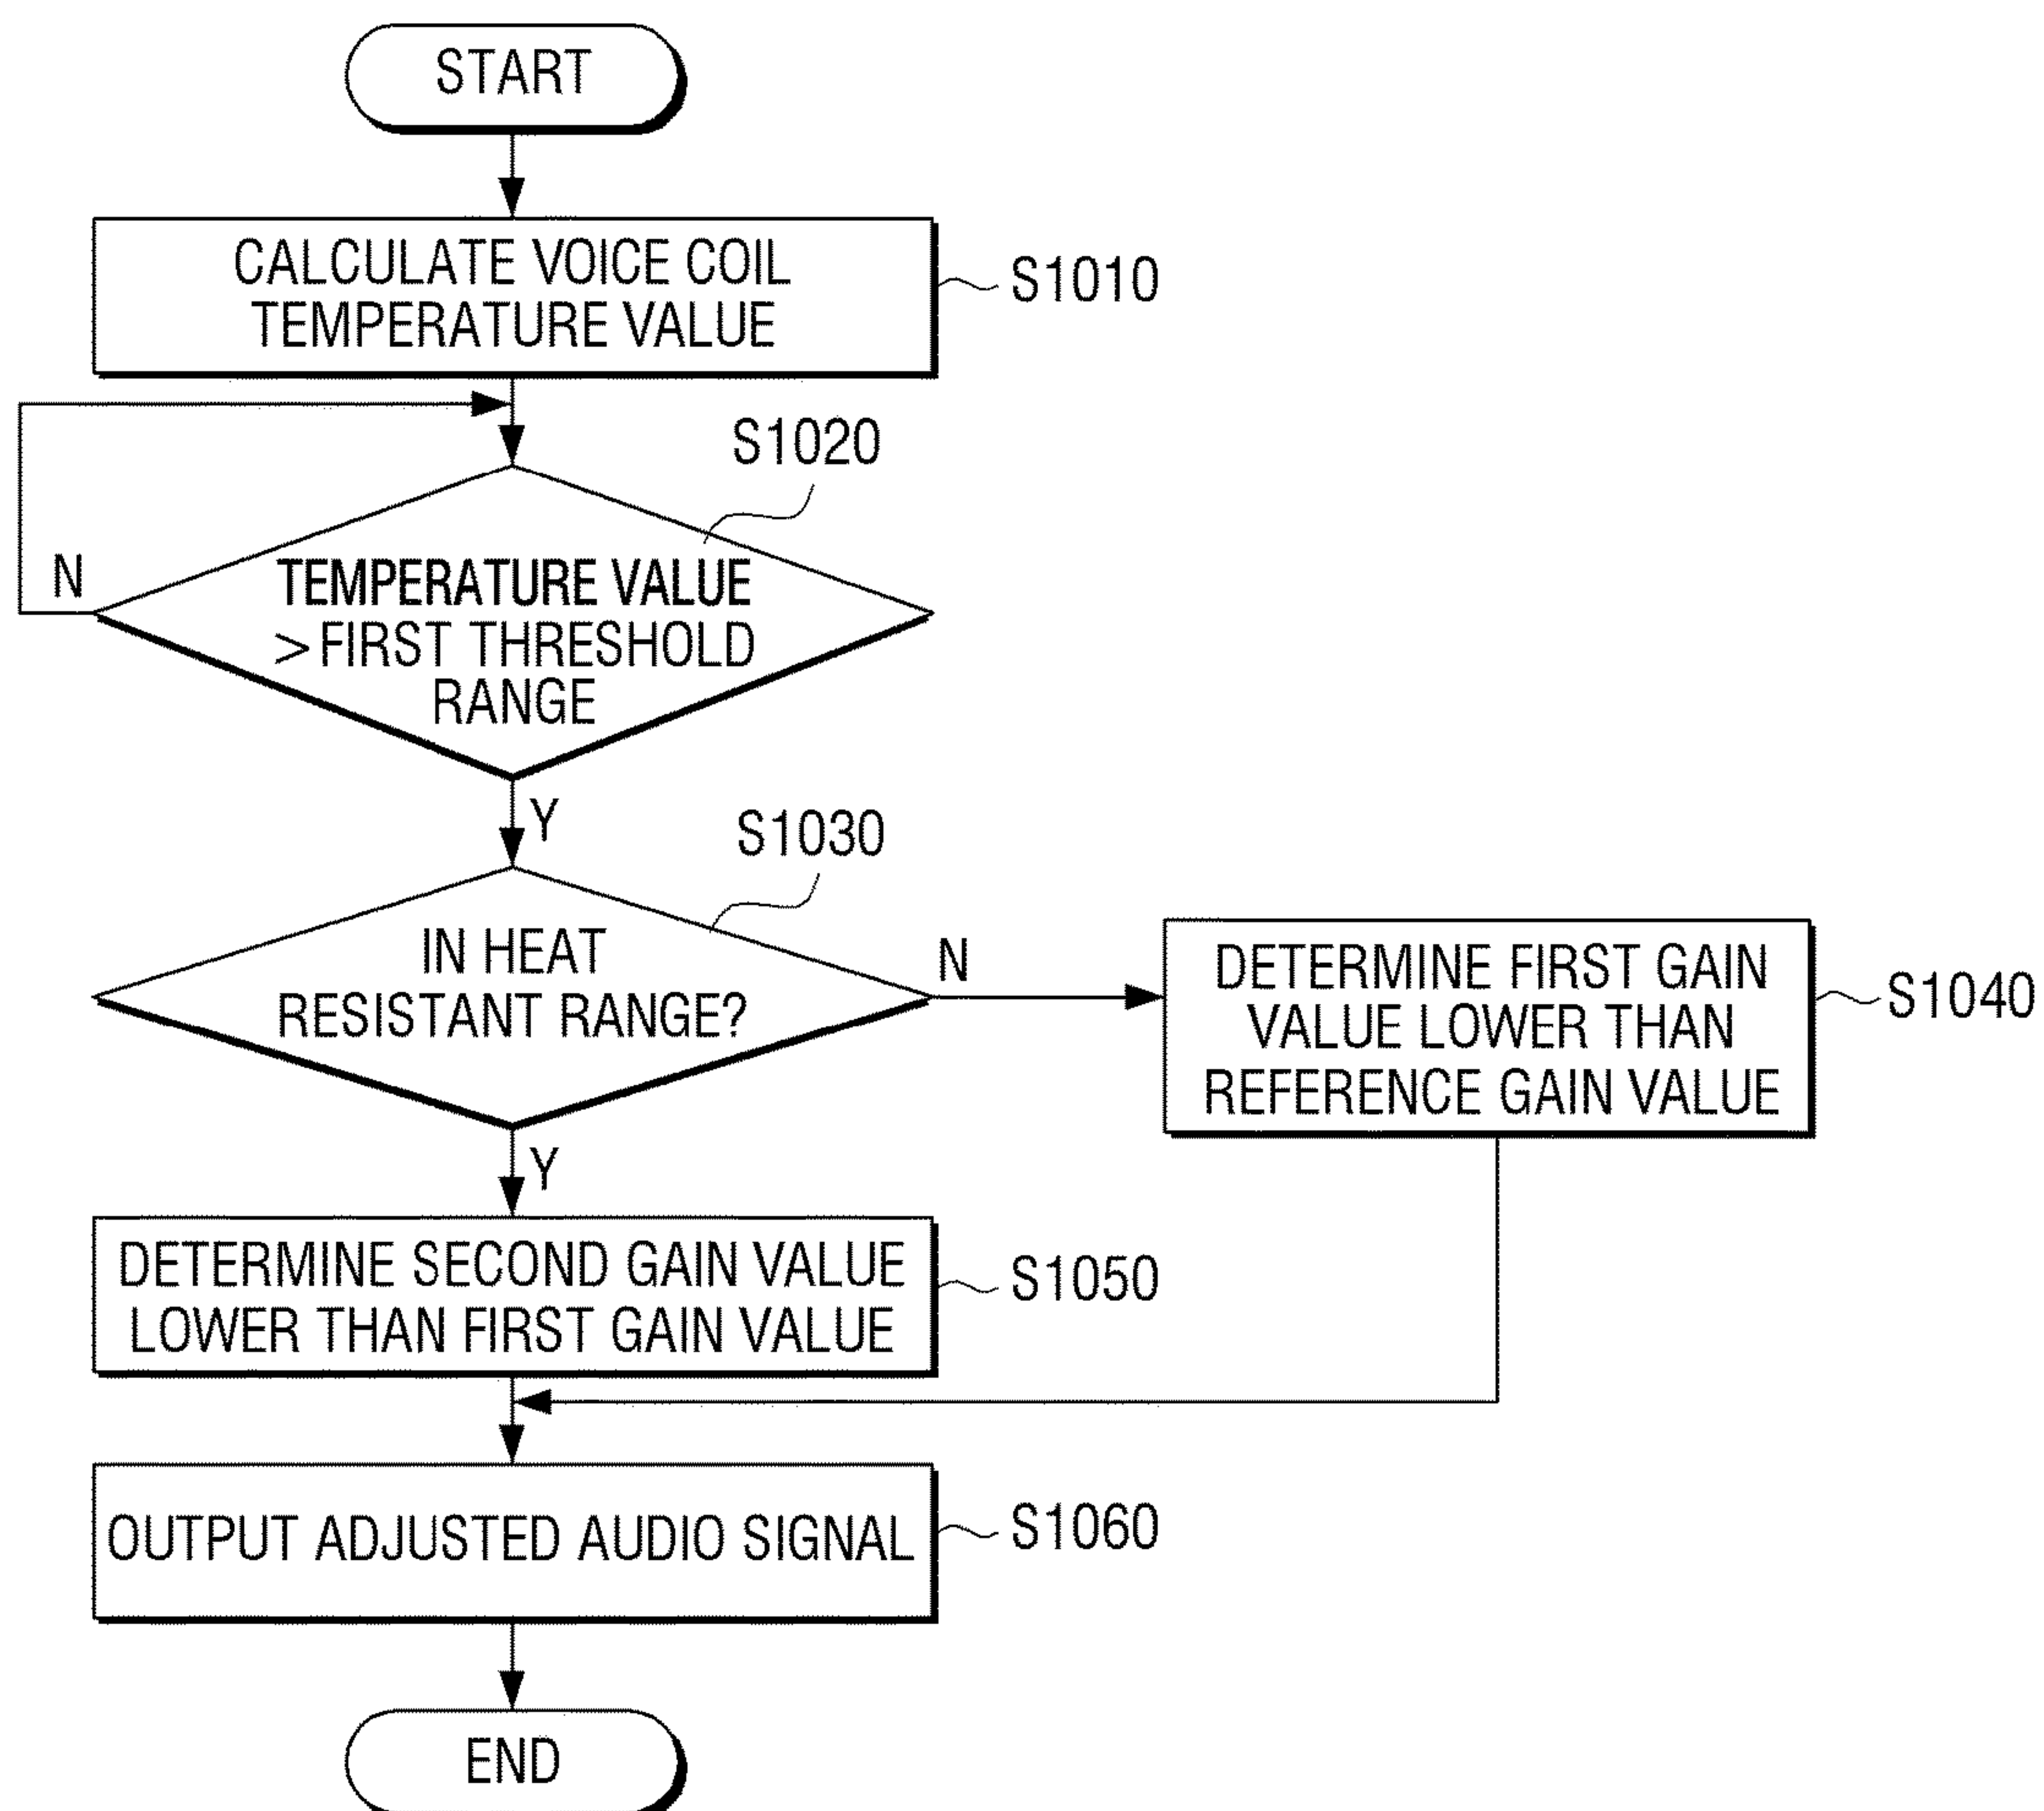 START
CALCULATE VOICE COIL
TEMPERATURE VALUE
S1010
S1020
N
TEMPERATURE VALUE
> FIRST THRESHOLD
RANGE
Y
S1030
IN HEAT
RESISTANT RANGE?
N
DETERMINE FIRST GAIN
VALUE LOWER THAN
REFERENCE GAIN VALUE
S1040
Y
DETERMINE SECOND GAIN VALUE
LOWER THAN FIRST GAIN VALUE
S1050
OUTPUT ADJUSTED AUDIO SIGNAL
S1060
END